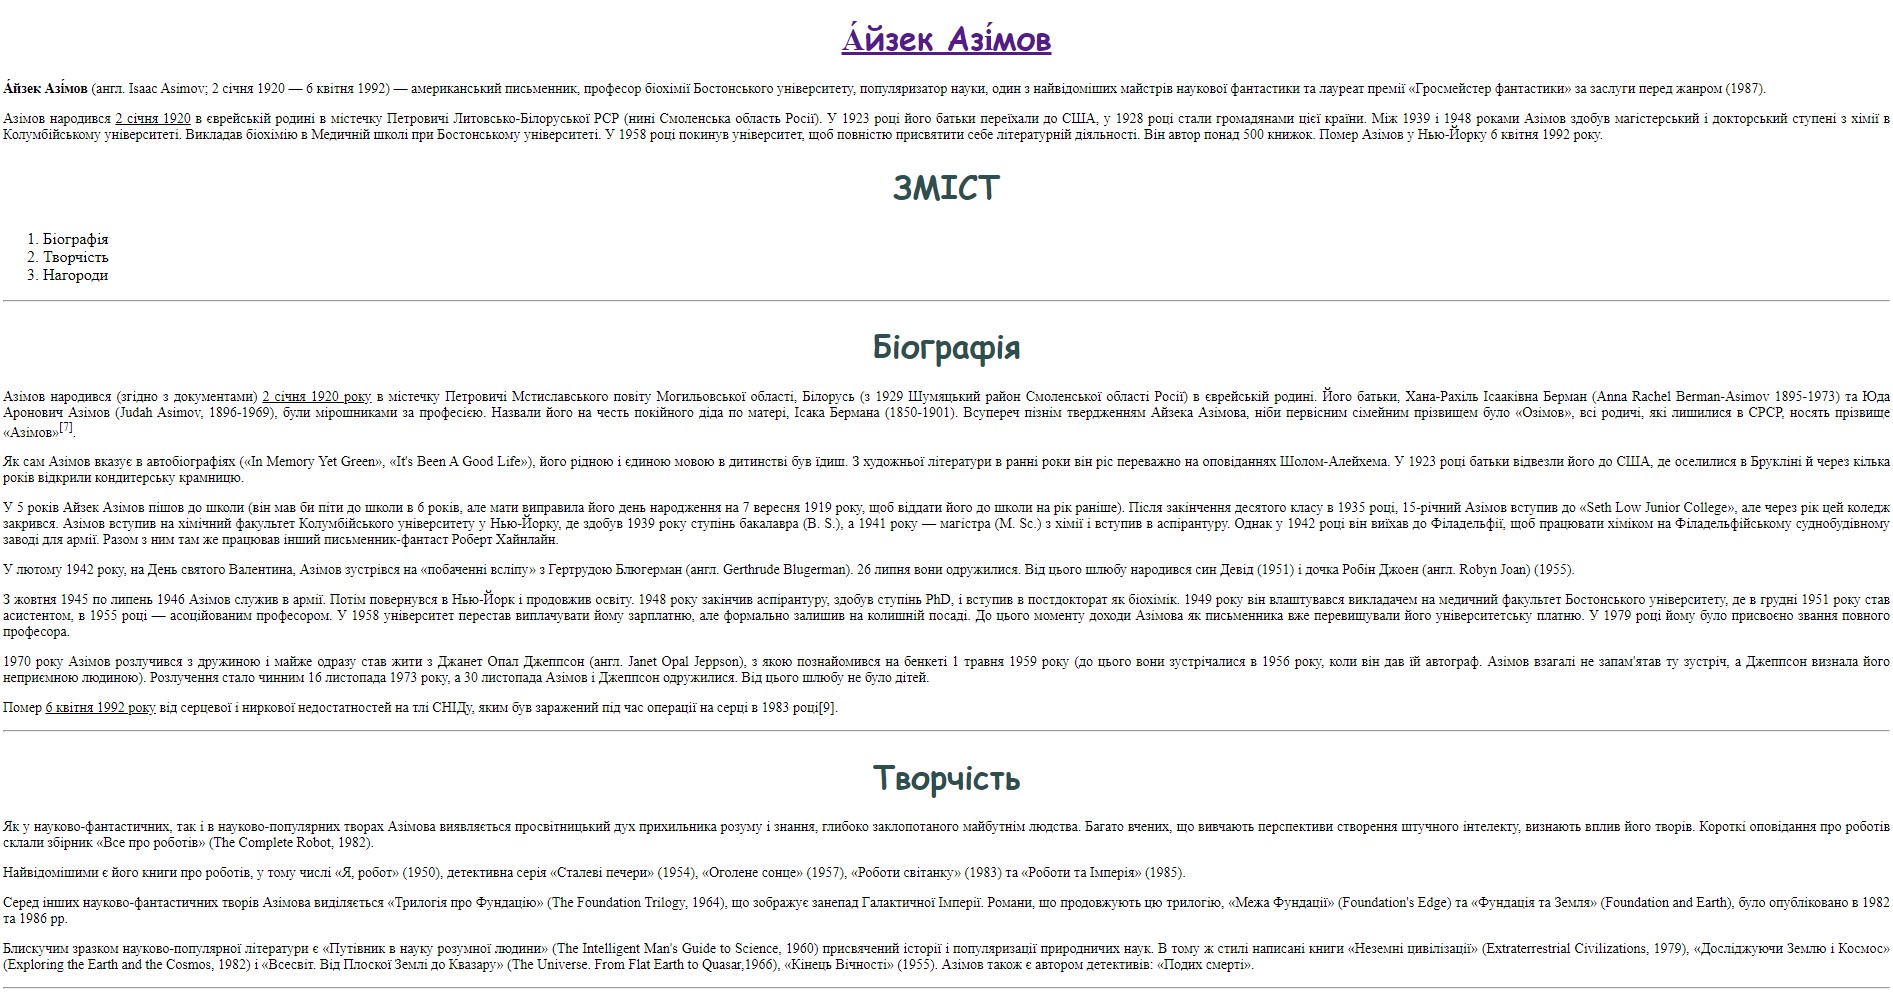 А́йзек Азі́мов
А́йзек Азі́мов (англ. Isaac Asimov; 2 січня 1920 — 6 квітня 1992) — американський письменник, професор біохімії Бостонського університету, популяризатор науки, один з найвідоміших майстрів наукової фантастики та лауреат премії «Гросмейстер фантастики» за заслуги перед жанром (1987).
Азімов народився 2 січня 1920 в єврейській родині в містечку Петровичі Литовсько-Білоруської РСР (нині Смоленська область Росії). У 1923 році його батьки переїхали до США, у 1928 році стали громадянами цієї країни. Між 1939 і 1948 роками Азімов здобув магістерський і докторський ступені з хімії в
Колумбійському університеті. Викладав біохімію в Медичній школі при Бостонському університеті. У 1958 році покинув університет, щоб повністю присвятити себе літературній діяльності. Він автор понад 500 книжок. Помер Азімов у Нью-Йорку 6 квітня 1992 року.
ЗМІСТ
1. Біографія
2. Творчість
3. Нагороди
Біографія
Азімов народився (згідно з документами) 2 січня 1920 року в містечку Петровичі Мстиславського повіту Могильовської області, Білорусь (з 1929 Шумяцький район Смоленської області Росії) в єврейській родині. Його батьки, Хана-Рахіль Ісааківна Берман (Anna Rachel Berman-Asimov 1895-1973) та Юда
Аронович Азімов (Judah Asimov, 1896-1969), були мірошниками за професією. Назвали його на честь покійного діда по матері, Ісака Бермана (1850-1901). Всупереч пізнім твердженням Айзека Азімова, ніби первісним сімейним прізвищем було «Озімов», всі родичі, які лишилися в СРСР, носять прізвище
«Азімов»[7].
Як сам Азімов вказує в автобіографіях («In Memory Yet Green», «It's Been A Good Life»), його рідною і єдиною мовою в дитинстві був їдиш. З художньої літератури в ранні роки він ріс переважно на оповіданнях Шолом-Алейхема. У 1923 році батьки відвезли його до США, де оселилися в Брукліні й через кілька
років відкрили кондитерську крамницю.
У 5 років Айзек Азімов пішов до школи (він мав би піти до школи в 6 років, але мати виправила його день народження на 7 вересня 1919 року, щоб віддати його до школи на рік раніше). Після закінчення десятого класу в 1935 році, 15-річний Азімов вступив до «Seth Low Junior College», але через рік цей коледж
закрився. Азімов вступив на хімічний факультет Колумбійського університету у Нью-Йорку, де здобув 1939 року ступінь бакалавра (B. S.), а 1941 року — магістра (M. Sc.) з хімії і вступив в аспірантуру. Однак у 1942 році він виїхав до Філадельфії, щоб працювати хіміком на Філадельфійському суднобудівному
заводі для армії. Разом з ним там же працював інший письменник-фантаст Роберт Хайнлайн.
У лютому 1942 року, на День святого Валентина, Азімов зустрівся на «побаченні всліпу» з Гертрудою Блюгерман (англ. Gerthrude Blugerman). 26 липня вони одружилися. Від цього шлюбу народився син Девід (1951) і дочка Робін Джоен (англ. Robyn Joan) (1955).
З жовтня 1945 по липень 1946 Азімов служив в армії. Потім повернувся в Нью-Йорк і продовжив освіту. 1948 року закінчив аспірантуру, здобув ступінь PhD, і вступив в постдокторат як біохімік. 1949 року він влаштувався викладачем на медичний факультет Бостонського університету, де в грудні 1951 року став
асистентом, в 1955 році — асоційованим професором. У 1958 університет перестав виплачувати йому зарплатню, але формально залишив на колишній посаді. До цього моменту доходи Азімова як письменника вже перевищували його університетську платню. У 1979 році йому було присвоєно звання повного
професора.
1970 року Азімов розлучився з дружиною і майже одразу став жити з Джанет Опал Джеппсон (англ. Janet Opal Jeppson), з якою познайомився на бенкеті 1 травня 1959 року (до цього вони зустрічалися в 1956 року, коли він дав їй автограф. Азімов взагалі не запам'ятав ту зустріч, а Джеппсон визнала його
неприємною людиною). Розлучення стало чинним 16 листопада 1973 року, а 30 листопада Азімов і Джеппсон одружилися. Від цього шлюбу не було дітей.
Помер 6 квітня 1992 року від серцевої і ниркової недостатностей на тлі СНІДу, яким був заражений під час операції на серці в 1983 році[9].
Творчість
Як у науково-фантастичних, так і в науково-популярних творах Азімова виявляється просвітницький дух прихильника розуму і знання, глибоко заклопотаного майбутнім людства. Багато вчених, що вивчають перспективи створення штучного інтелекту, визнають вплив його творів. Короткі оповідання про роботів
склали збірник «Все про роботів» (The Complete Robot, 1982).
Найвідомішими є його книги про роботів, у тому числі «Я, робот» (1950), детективна серія «Сталеві печери» (1954), «Оголене сонце» (1957), «Роботи світанку» (1983) та «Роботи та Імперія» (1985).
Серед інших науково-фантастичних творів Азімова виділяється «Трилогія про Фундацію» (The Foundation Trilogy, 1964), що зображує занепад Галактичної Імперії. Романи, що продовжують цю трилогію, «Межа Фундації» (Foundation's Edge) та «Фундація та Земля» (Foundation and Earth), було опубліковано в 1982
та 1986 рр.
Блискучим зразком науково-популярної літератури є «Путівник в науку розумної людини» (The Intelligent Man's Guide to Science, 1960) присвячений історії і популяризації природничих наук. В тому ж стилі написані книги «Неземні цивілізації» (Extraterrestrial Civilizations, 1979), «Досліджуючи Землю і Космос»
(Exploring the Earth and the Cosmos, 1982) і «Всесвіт. Від Плоскої Землі до Квазару» (The Universe. From Flat Earth to Quasar,1966), «Кінець Вічності» (1955). Азімов також є автором детективів: «Подих смерті».